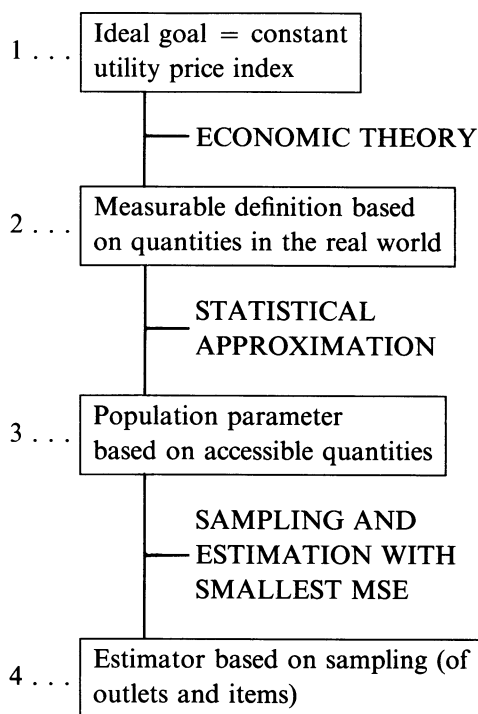 1 . . . Ideal goal = constant
utility price index
ECONOMIC THEORY
2 . . . Measurable definition based
on quantities in the real world
STATISTICAL
APPROXIMATION
3 . . . Population parameter
based on accessible quantities
SAMPLING AND
ESTIMATION WITH
SMALLEST MSE
4 . . . Estimator based on sampling (of
outlets and items)